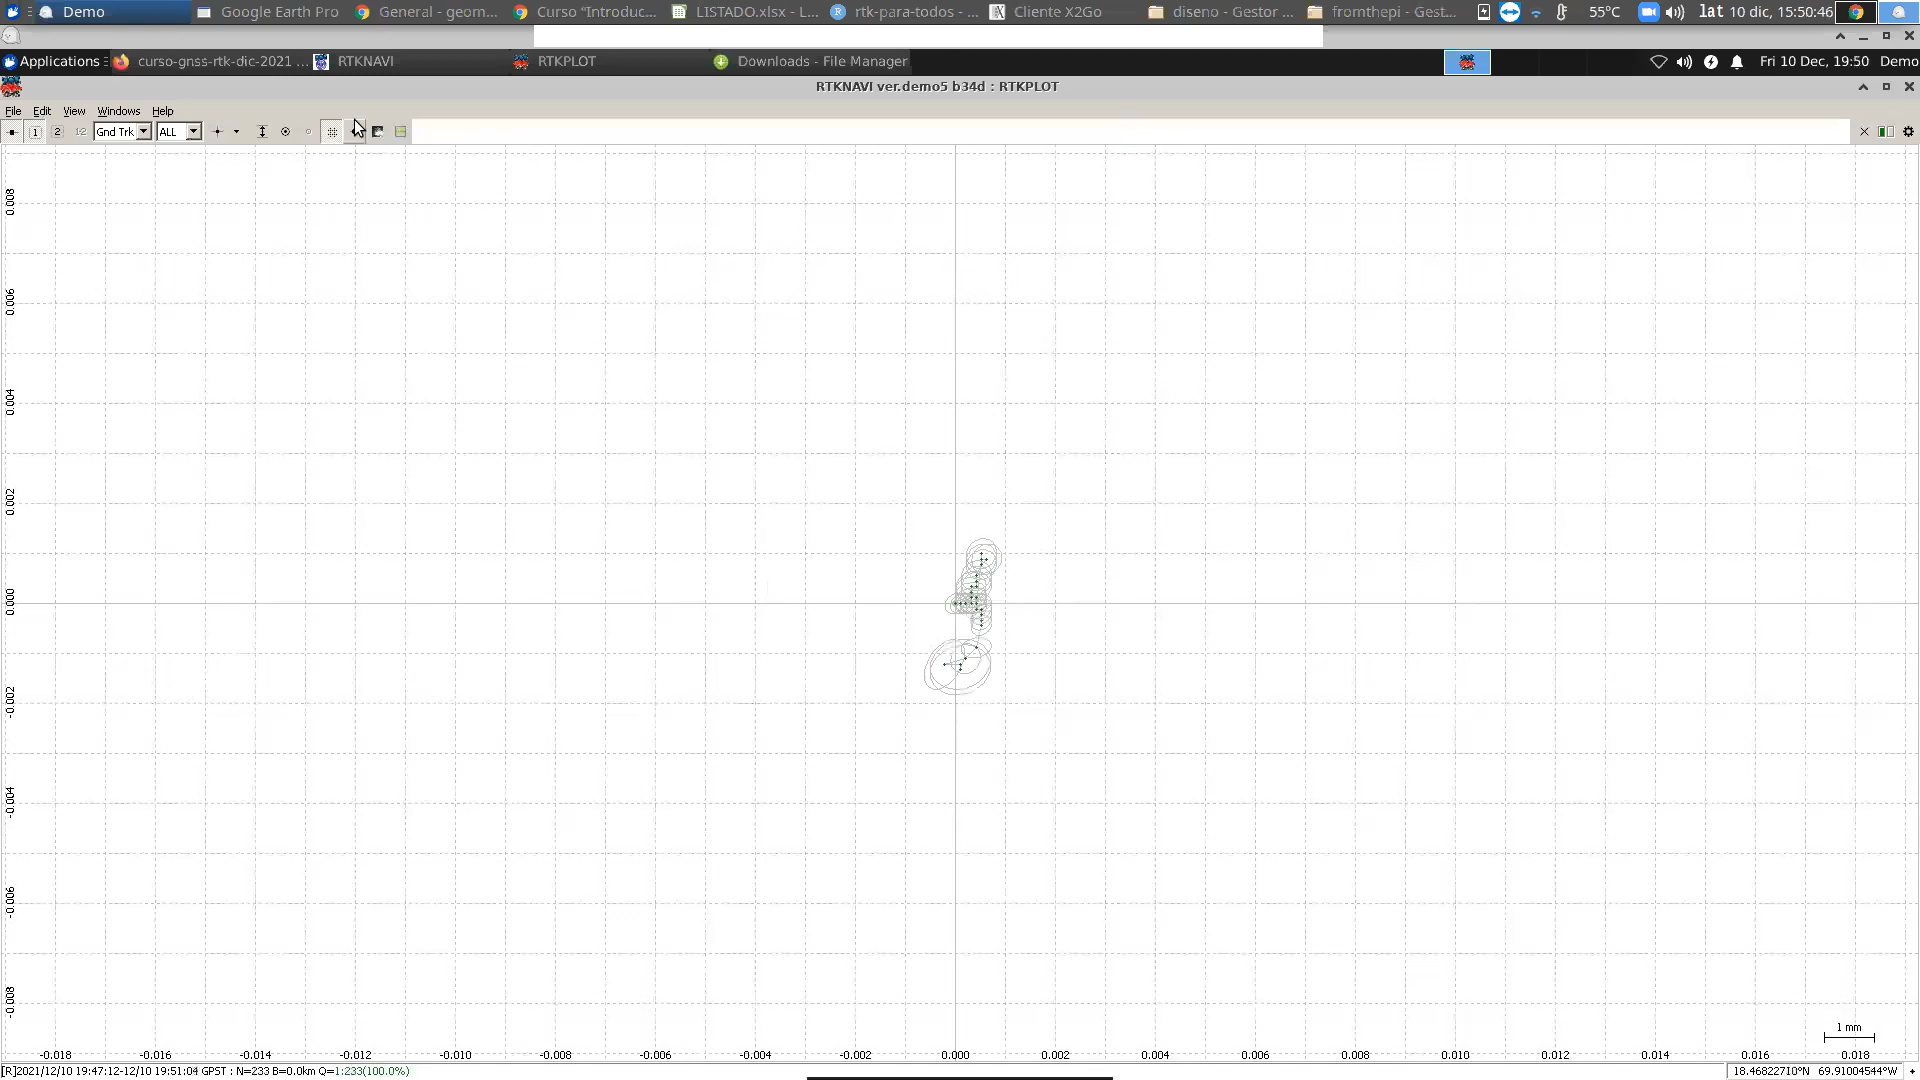 Demo Google Earth Pro General - geom... Curso “Introduc... LISTADO.xlsx - L... rtk-para-todos - ... Cliente X2Go diseno - Gestor ... fromthepi - Gest... 55°C lat 10 dic, 15:50:46
Applications curso-gnss-rtk-dic-2021 ... RTKNAVI RTKPLOT Downloads - File Manager Fri 10 Dec, 19:50 Demo
RTKNAVI ver.demo5 b34d : RTKPLOT
File Edit View Windows Help
1 2 1-2 Gnd Trk ALL
0.008
0.006
0.004
0.002
0.000
-0.002
-0.004
-0.006
-0.008
1 mm
-0.018 -0.016 -0.014 -0.012 -0.010 -0.008 -0.006 -0.004 -0.002 0.000 0.002 0.004 0.006 0.008 0.010 0.012 0.014 0.016 0.018
[R]2021/12/10 19:47:12-12/10 19:51:04 GPST : N=233 B=0.0km Q=1:233(100.0%) 18.46822710°N 69.91004544°W